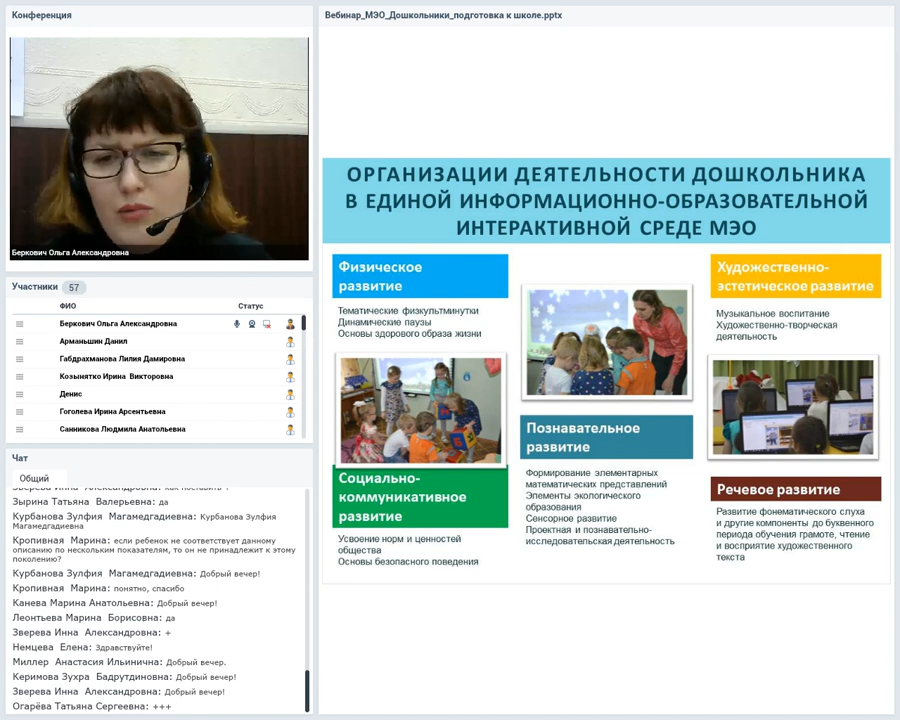 Конференция
Беркович Ольга Александровна
Участники 57
ФИО Статус
Беркович Ольга Александровна
Арманьшин Данил
Габдрахманова Лилия Дамировна
Козынятко Ирина Викторовна
Денис
Гоголева Ирина Арсентьевна
Санникова Людмила Анатольевна
Чат
Общий
Зырина Татьяна Валерьевна: да
Курбанова Зулфия Магамедгадиевна: Курбанова Зулфия
Магамедгадиевна
Кропивная Марина: если ребенок не соответствует данному
описанию по нескольким показателям, то он не принадлежит к этому
поколению?
Курбанова Зулфия Магамедгадиевна: Добрый вечер!
Кропивная Марина: понятно, спасибо
Канева Марина Анатольевна: Добрый вечер!
Леонтьева Марина Борисовна: да
Зверева Инна Александровна: +
Немцева Елена: Здравствуйте!
Миллер Анастасия Ильинична: Добрый вечер.
Керимова Зухра Бадрутдиновна: Добрый вечер!
Зверева Инна Александровна: Добрый вечер!
Огарёва Татьяна Сергеевна: +++
Вебинар_МЭО_Дошкольники_подготовка к школе.pptx
ОРГАНИЗАЦИИ ДЕЯТЕЛЬНОСТИ ДОШКОЛЬНИКА
В ЕДИНОЙ ИНФОРМАЦИОННО-ОБРАЗОВАТЕЛЬНОЙ
ИНТЕРАКТИВНОЙ СРЕДЕ МЭО
Физическое
развитие
Тематические физкультминутки
Динамические паузы
Основы здорового образа жизни
Социально-
коммуникативное
развитие
Усвоение норм и ценностей
общества
Основы безопасного поведения
Познавательное
развитие
Формирование элементарных
математических представлений
Элементы экологического
образования
Сенсорное развитие
Проектная и познавательно-
исследовательская деятельность
Художественно-
эстетическое развитие
Музыкальное воспитание
Художественно-творческая
деятельность
Речевое развитие
Развитие фонематического слуха
и другие компоненты до буквенного
периода обучения грамоте, чтение
и восприятие художественного
текста